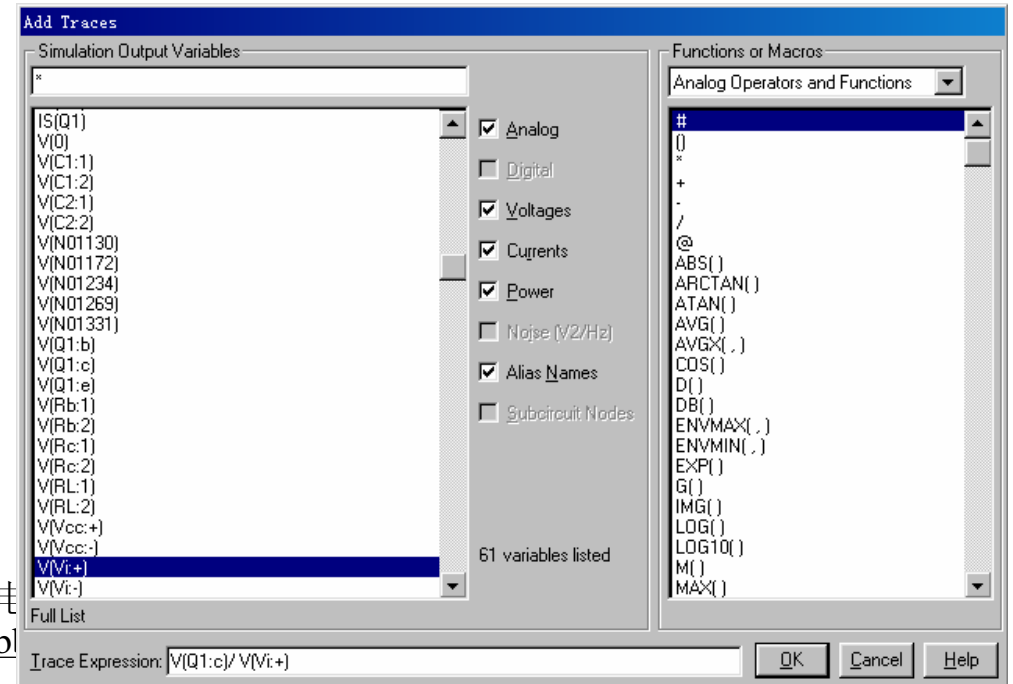 Add Traces
Simulation Output Variables
*
IS(Q1)
V(0)
V(C1:1)
V(C1:2)
V(C2:1)
V(C2:2)
V(N01130)
V(N01172)
V(N01234)
V(N01269)
V(N01331)
V(Q1:b)
V(Q1:c)
V(Q1:e)
V(Rb:1)
V(Rb:2)
V(Rc:1)
V(Rc:2)
V(RL:1)
V(RL:2)
V(Vcc:+)
V(Vcc:-)
V(Vi:+)
V(Vi:-)
Full List
Analog
Digital
Voltages
Currents
Power
Noise (V2/Hz)
Alias Names
Subcircuit Nodes
61 variables listed
Functions or Macros
Analog Operators and Functions
#
()
*
+
-
/
@
ABS( )
ARCTAN( )
ATAN( )
AVG( )
AVGX( , )
COS( )
D( )
DB( )
ENVMAX( , )
ENVMIN( , )
EXP( )
G( )
IMG( )
LOG( )
LOG10( )
M( )
MAX( )
Trace Expression: V(Q1:c)/ V(Vi:+)
OK
Cancel
Help